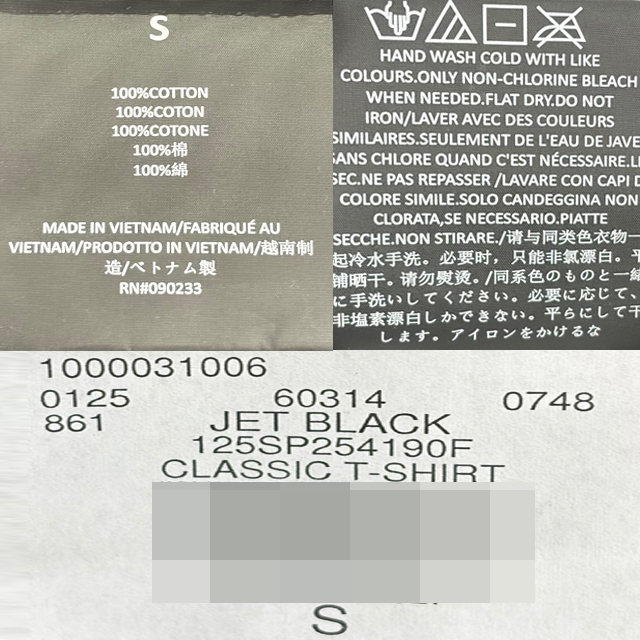 S
100%COTTON
100%COTON
100%COTONE
100%棉
100%綿
MADE IN VIETNAM/FABRIQUÉ AU
VIETNAM/PRODOTTO IN VIETNAM/越南制
造/ベトナム製
RN#090233
HAND WASH COLD WITH LIKE
COLOURS.ONLY NON-CHLORINE BLEACH
WHEN NEEDED.FLAT DRY.DO NOT
IRON/LAVER AVEC DES COULEURS
SIMILAIRES.SEULEMENT DE L'EAU DE JAVE
SANS CHLORE QUAND C'EST NÉCESSAIRE.L
SEC.NE PAS REPASSER /LAVARE CON CAPI D
COLORE SIMILE.SOLO CANDEGGINA NON
CLORATA,SE NECESSARIO.PIATTE
SECCHE.NON STIRARE./请与同类色衣物一
起冷水手洗。必要时，只能非氯漂白。平
铺晒干。请勿熨烫。/同系色のものと一緒
に手洗いしてください。必要に応じて、
非塩素漂白しかできない。平らにして干
します。アイロンをかけるな
1000031006
0125 60314 0748
861 JET BLACK
125SP254190F
CLASSIC T-SHIRT
S